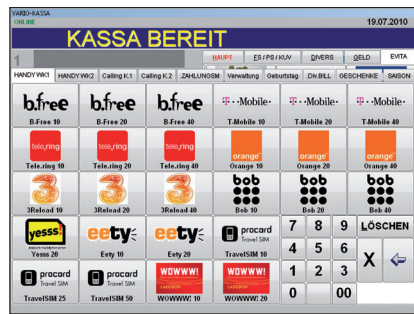 VARIO-KASSA
ONLINE 19.07.2010
KASSA BEREIT
1 HAUPT ES / PS / KUV DIVERS GELD EVITA
HANDY WK1 HANDY WK2 Calling K.1 Calling K.2 ZAHLUNGSM Verwaltung Geburtstag Div.BILL GESCHENKE SAISON
b.free b.free b.free T··Mobile· T··Mobile· T··Mobile·
B-Free 10 B-Free 20 B-Free 40 T-Mobile 10 T-Mobile 20 T-Mobile 40
tele.ring tele.ring tele.ring orange orange orange
Tele.ring 10 Tele.ring 20 Tele.ring 40 Orange 10 Orange 20 Orange 40
3 3 3 bob bob bob
3Reload 10 3Reload 20 3Reload 40 Bob 10 Bob 20 Bob 40
yesss! eety eety procard Travel SIM 7 8 9 LÖSCHEN
Yesss 20 Eety 10 Eety 20 TravelSIM 10 4 5 6 X
procard Travel SIM procard Travel SIM WOWWW! WOWWW! 1 2 3
LADEBON LADEBON
TravelSIM 25 TravelSIM 50 WOWWW! 10 WOWWW! 20 0 00